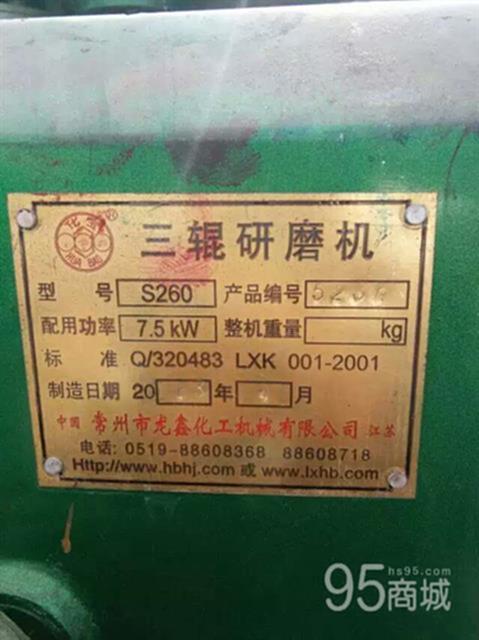 三辊研磨机
型 号 S260 产品编号
配用功率 7.5 kW 整机重量 kg
标 准 Q/320483 LXK 001-2001
制造日期 20 年 月
中国 常州市龙鑫化工机械有限公司 江苏
电话: 0519-88608368 88608718
Http://www.hbhj.com 或 www.lxhb.com
hs95.com
95商城